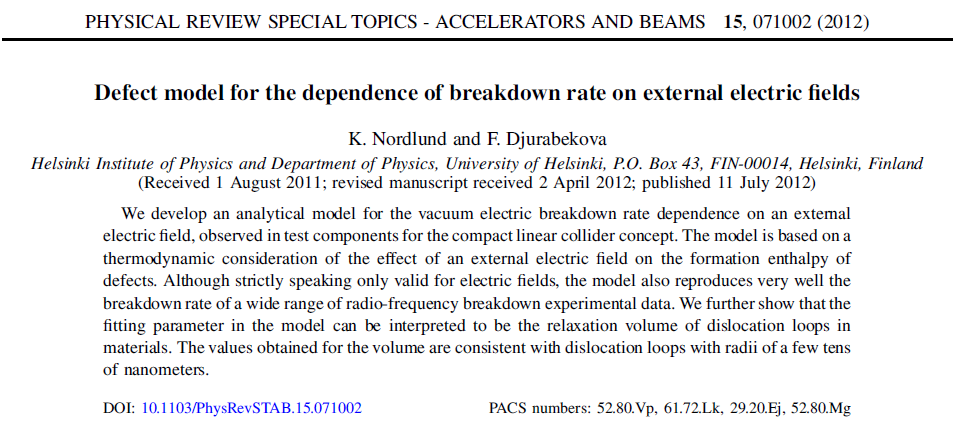 PHYSICAL REVIEW SPECIAL TOPICS - ACCELERATORS AND BEAMS 15, 071002 (2012)
Defect model for the dependence of breakdown rate on external electric fields
K. Nordlund and F. Djurabekova
Helsinki Institute of Physics and Department of Physics, University of Helsinki, P.O. Box 43, FIN-00014, Helsinki, Finland
(Received 1 August 2011; revised manuscript received 2 April 2012; published 11 July 2012)
We develop an analytical model for the vacuum electric breakdown rate dependence on an external
electric field, observed in test components for the compact linear collider concept. The model is based on a
thermodynamic consideration of the effect of an external electric field on the formation enthalpy of
defects. Although strictly speaking only valid for electric fields, the model also reproduces very well the
breakdown rate of a wide range of radio-frequency breakdown experimental data. We further show that the
fitting parameter in the model can be interpreted to be the relaxation volume of dislocation loops in
materials. The values obtained for the volume are consistent with dislocation loops with radii of a few tens
of nanometers.
DOI: 10.1103/PhysRevSTAB.15.071002 PACS numbers: 52.80.Vp, 61.72.Lk, 29.20.Ej, 52.80.Mg